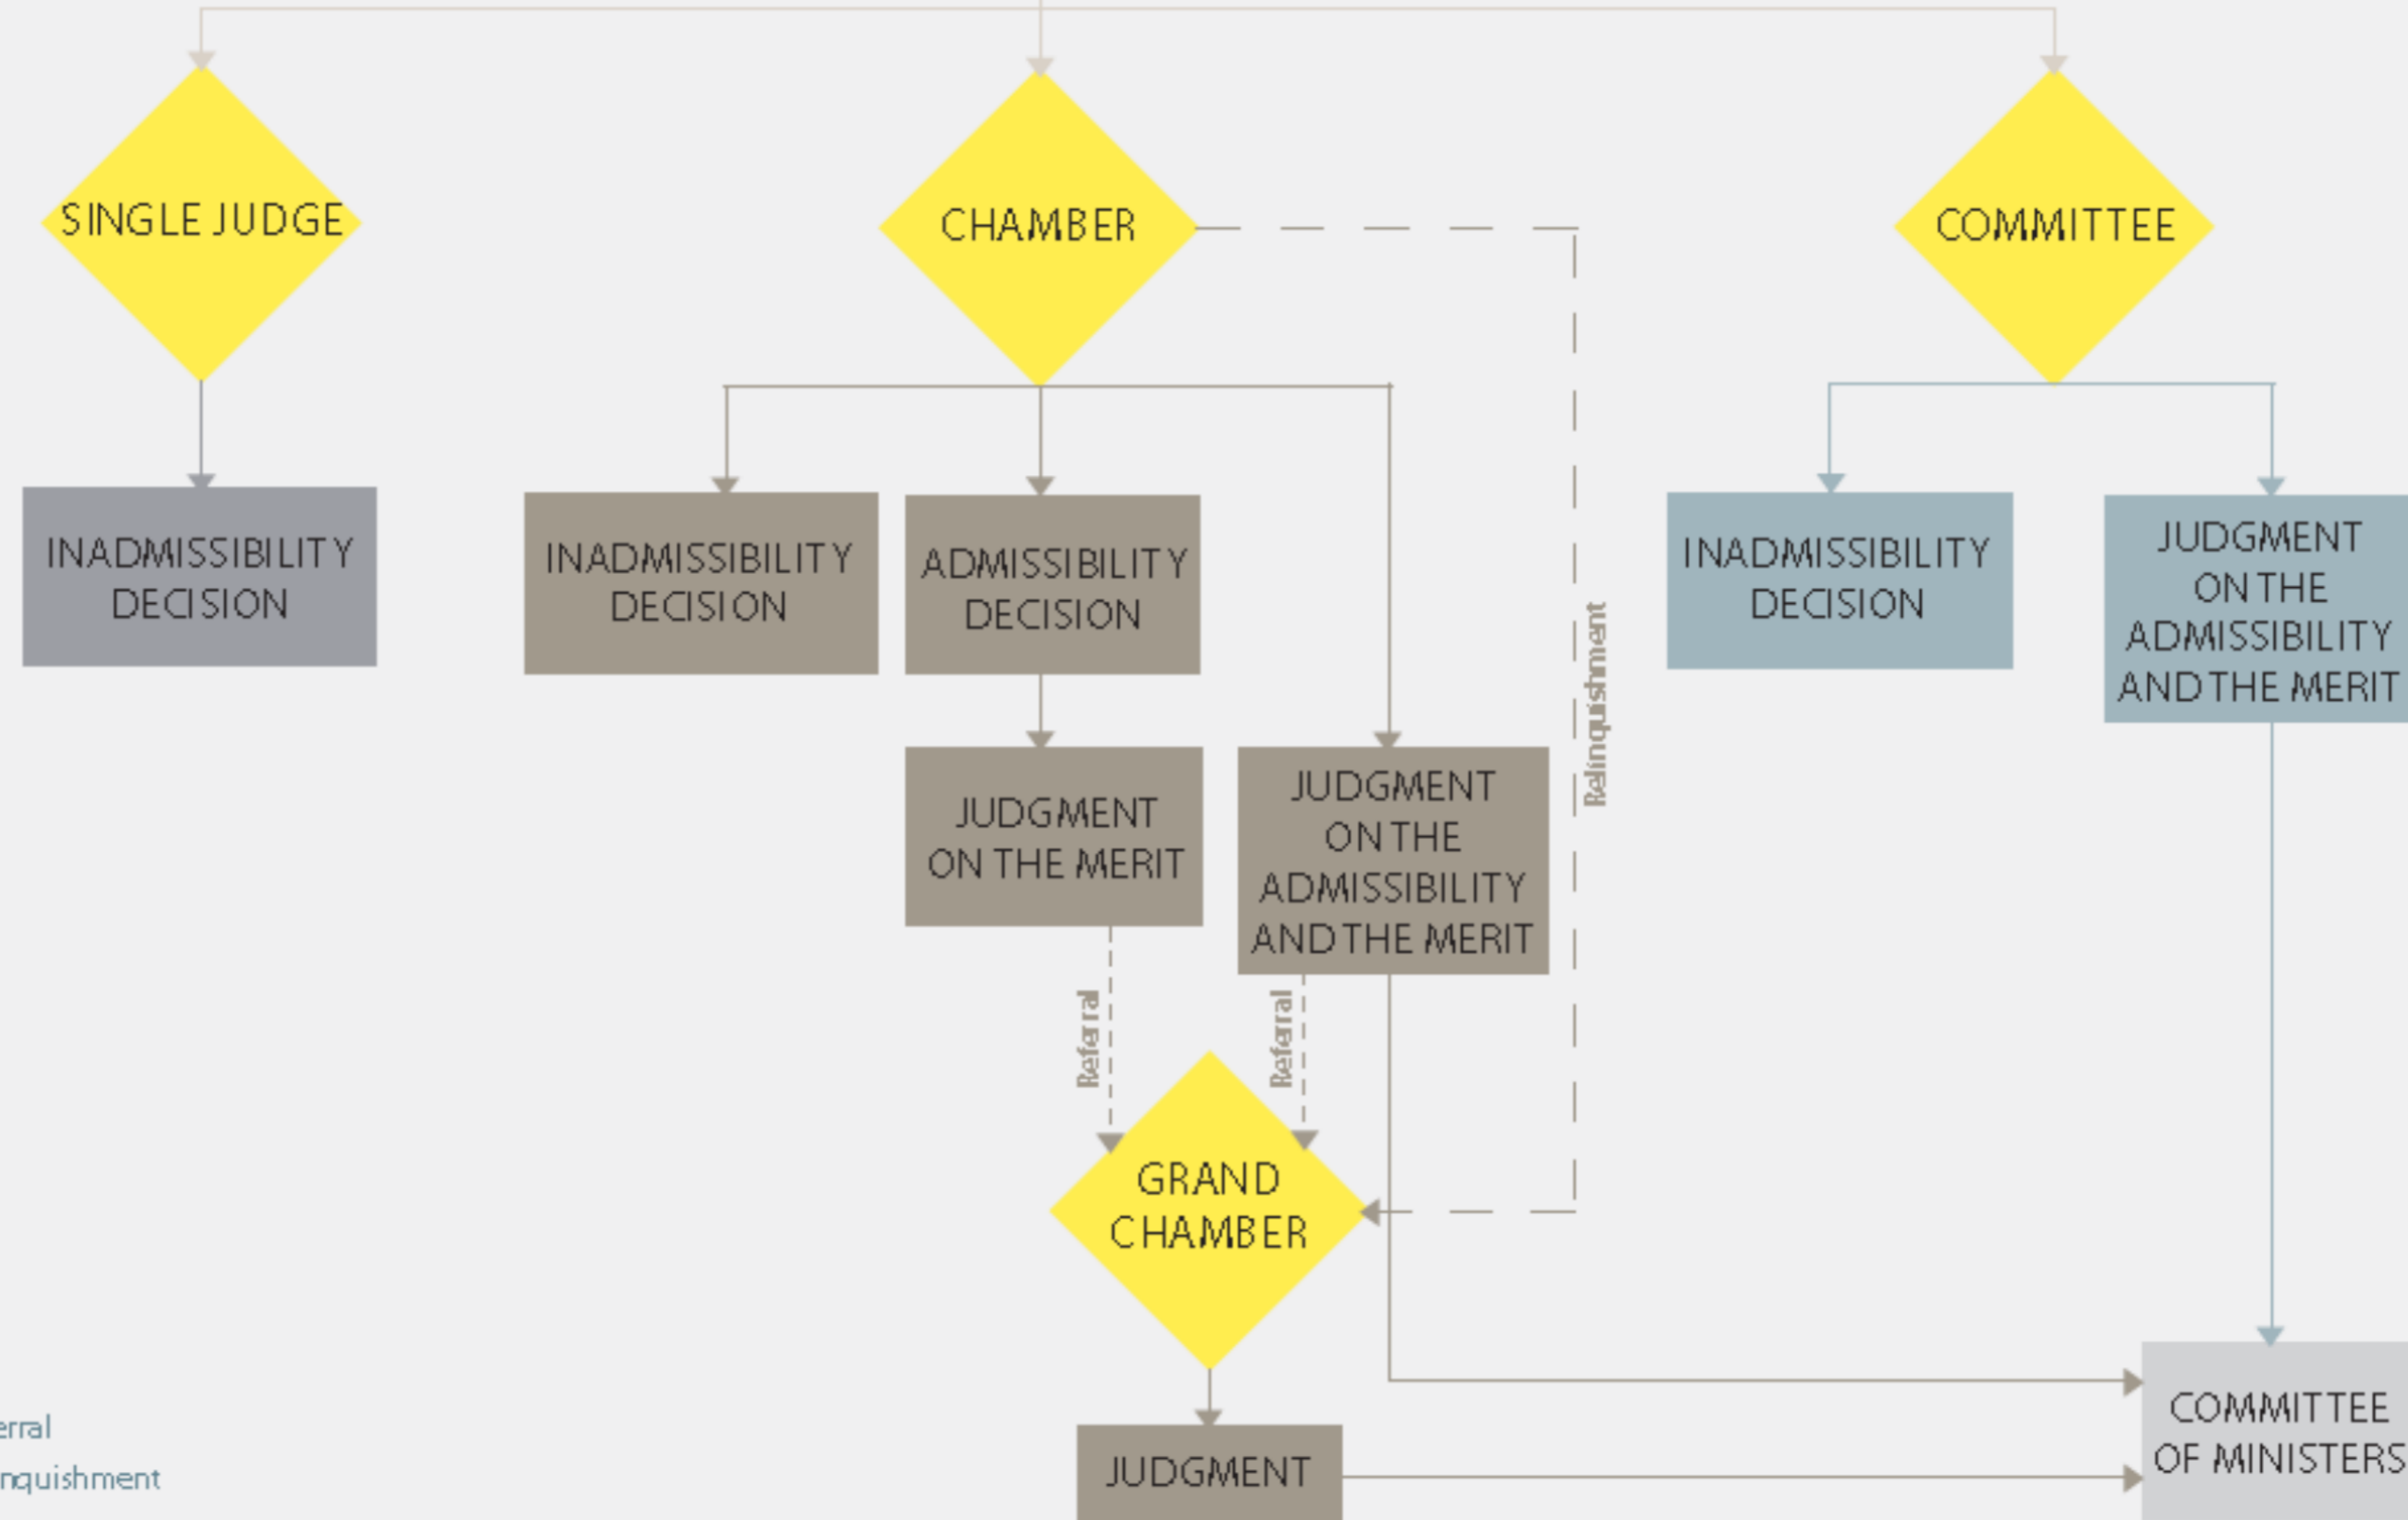 SINGLE JUDGE
CHAMBER
COMMITTEE
INADMISSIBILITY
DECISION
INADMISSIBILITY
DECISION
ADMISSIBILITY
DECISION
INADMISSIBILITY
DECISION
JUDGMENT
ON THE
ADMISSIBILITY
AND THE MERIT
Relinquishment
JUDGMENT
ON THE MERIT
JUDGMENT
ON THE
ADMISSIBILITY
AND THE MERIT
Referral
Referral
GRAND
CHAMBER
COMMITTEE
OF MINISTERS
JUDGMENT
erral
nquishment